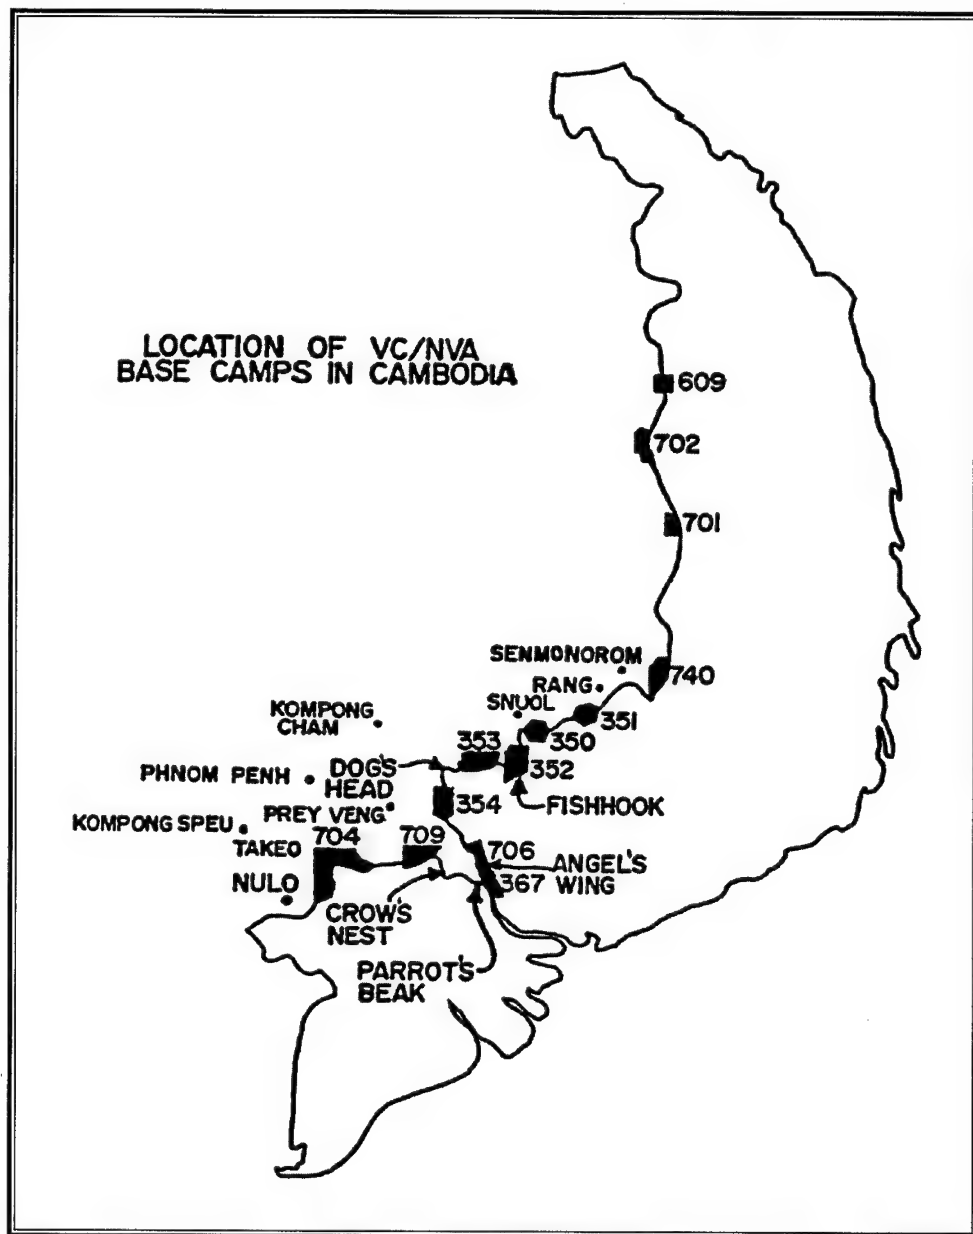 LOCATION OF VC/NVA
BASE CAMPS IN CAMBODIA
609
702
701
SENMONOROM
740
RANG
SNUOL
351
KOMPONG
CHAM
350
353
352
PHNOM PENH
DOG'S
HEAD
FISHHOOK
354
PREY VENG
KOMPONG SPEU
704
709
TAKEO
706
ANGEL'S
WING
367
NULO
CROW'S
NEST
PARROT'S
BEAK